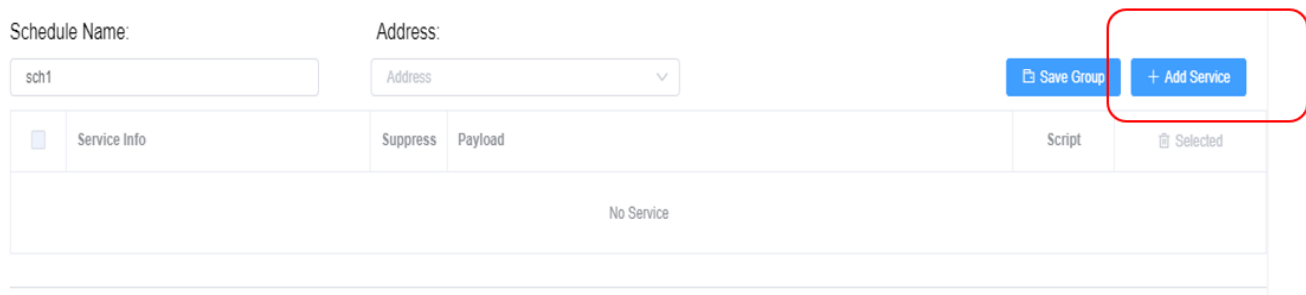 Schedule Name: Address:
sch1 Address Save Group + Add Service
Service Info Suppress Payload Script Selected
No Service